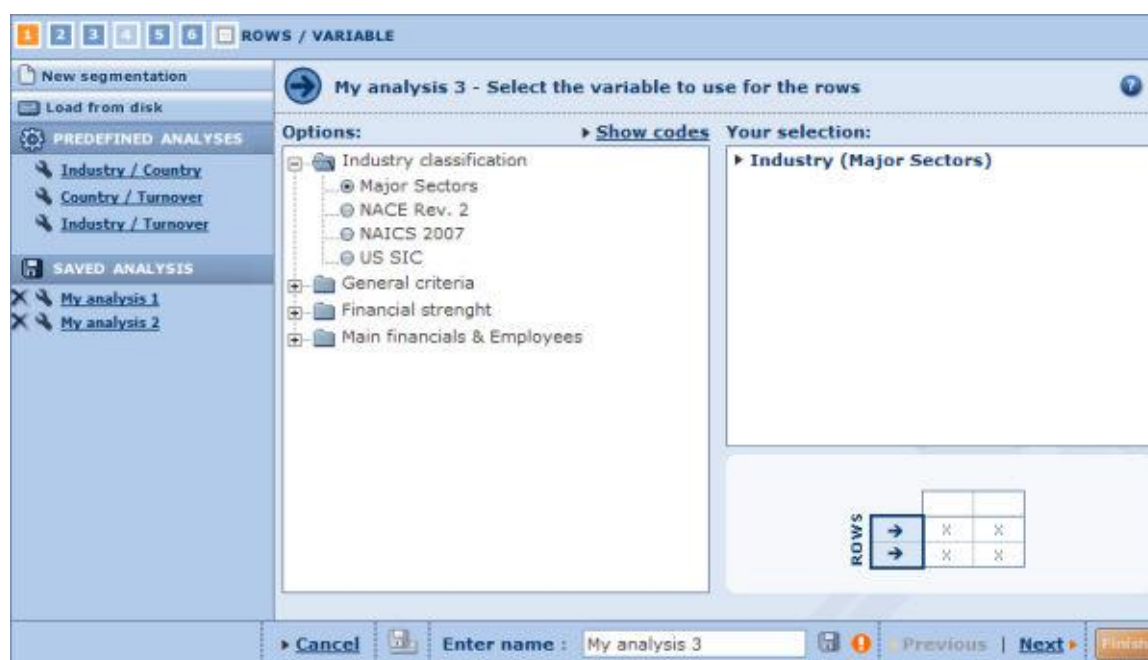 1 2 3 4 5 6 ROWS / VARIABLE
New segmentation
Load from disk
PREDEFINED ANALYSES
Industry / Country
Country / Turnover
Industry / Turnover
SAVED ANALYSIS
My analysis 1
My analysis 2
My analysis 3 - Select the variable to use for the rows ?
Options: Show codes
Industry classification
Major Sectors
NACE Rev. 2
NAICS 2007
US SIC
General criteria
Financial strenght
Main financials & Employees
Your selection:
Industry (Major Sectors)
ROWS
X X
X X
Cancel Enter name : My analysis 3 ! Previous | Next Finish